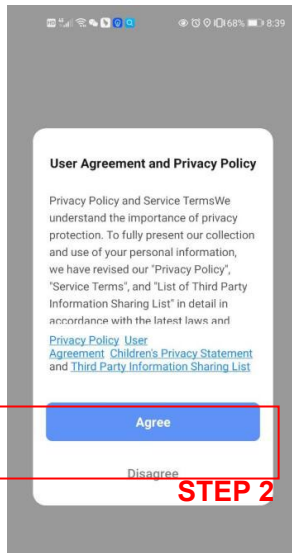 68% 8:39
User Agreement and Privacy Policy
Privacy Policy and Service TermsWe
understand the importance of privacy
protection. To fully present our collection
and use of your personal information,
we have revised our "Privacy Policy",
"Service Terms", and "List of Third Party
Information Sharing List" in detail in
accordance with the latest laws and
Privacy Policy User
Agreement Children's Privacy Statement
and Third Party Information Sharing List
Agree
Disagree
STEP 2